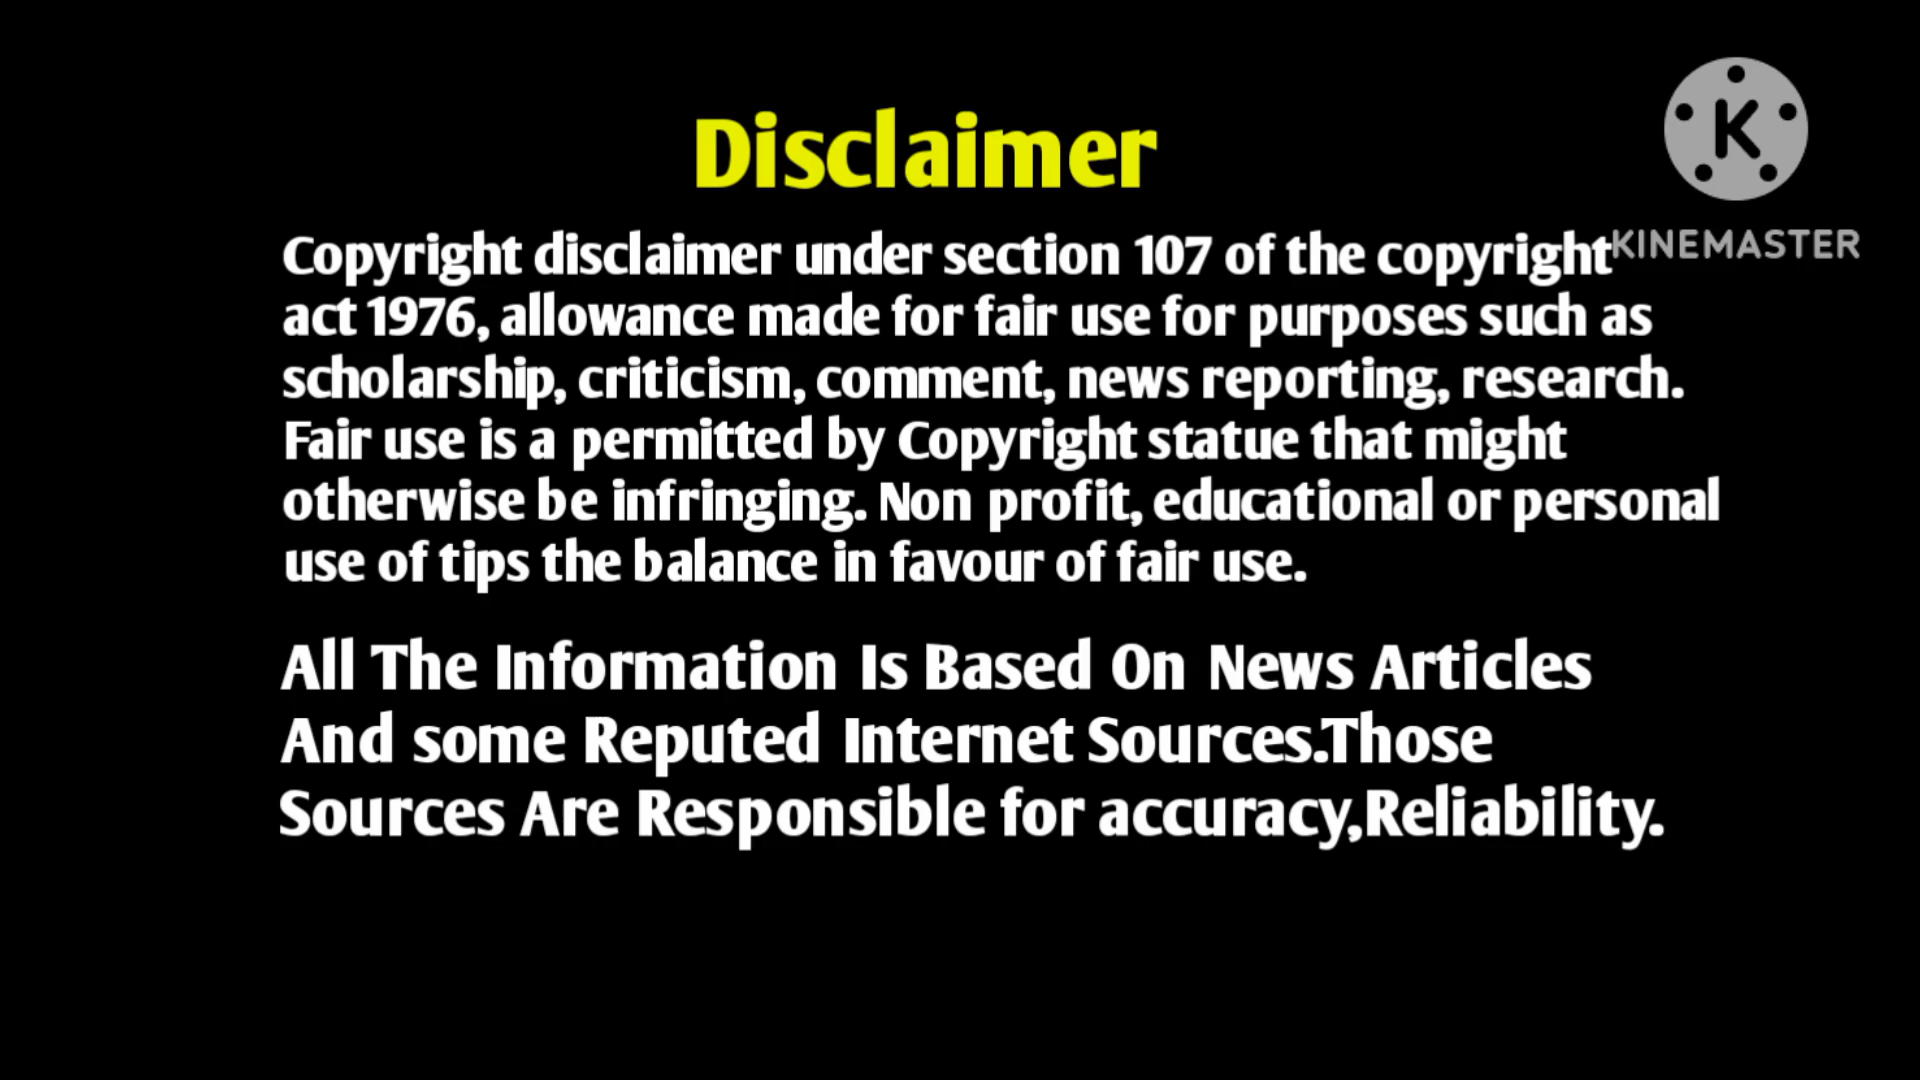 Disclaimer
K
KINEMASTER
Copyright disclaimer under section 107 of the copyright
act 1976, allowance made for fair use for purposes such as
scholarship, criticism, comment, news reporting, research.
Fair use is a permitted by Copyright statue that might
otherwise be infringing. Non profit, educational or personal
use of tips the balance in favour of fair use.
All The Information Is Based On News Articles
And some Reputed Internet Sources.Those
Sources Are Responsible for accuracy,Reliability.